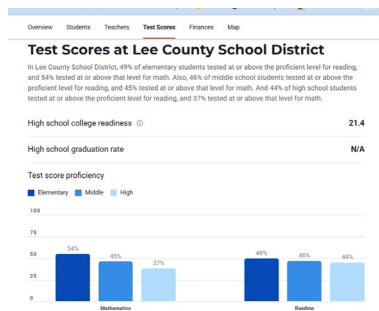 Overview Students Teachers Test Scores Finances Map
Test Scores at Lee County School District
In Lee County School District, 49% of elementary students tested at or above the proficient level for reading,
and 54% tested at or above that level for math. Also, 46% of middle school students tested at or above the
proficient level for reading, and 45% tested at or above that level for math. And 44% of high school students
tested at or above the proficient level for reading, and 37% tested at or above that level for math.
High school college readiness 21.4
High school graduation rate N/A
Test score proficiency
Elementary Middle High
100
75
50
25
0
54% 45% 37% 49% 46% 44%
Mathematics Reading